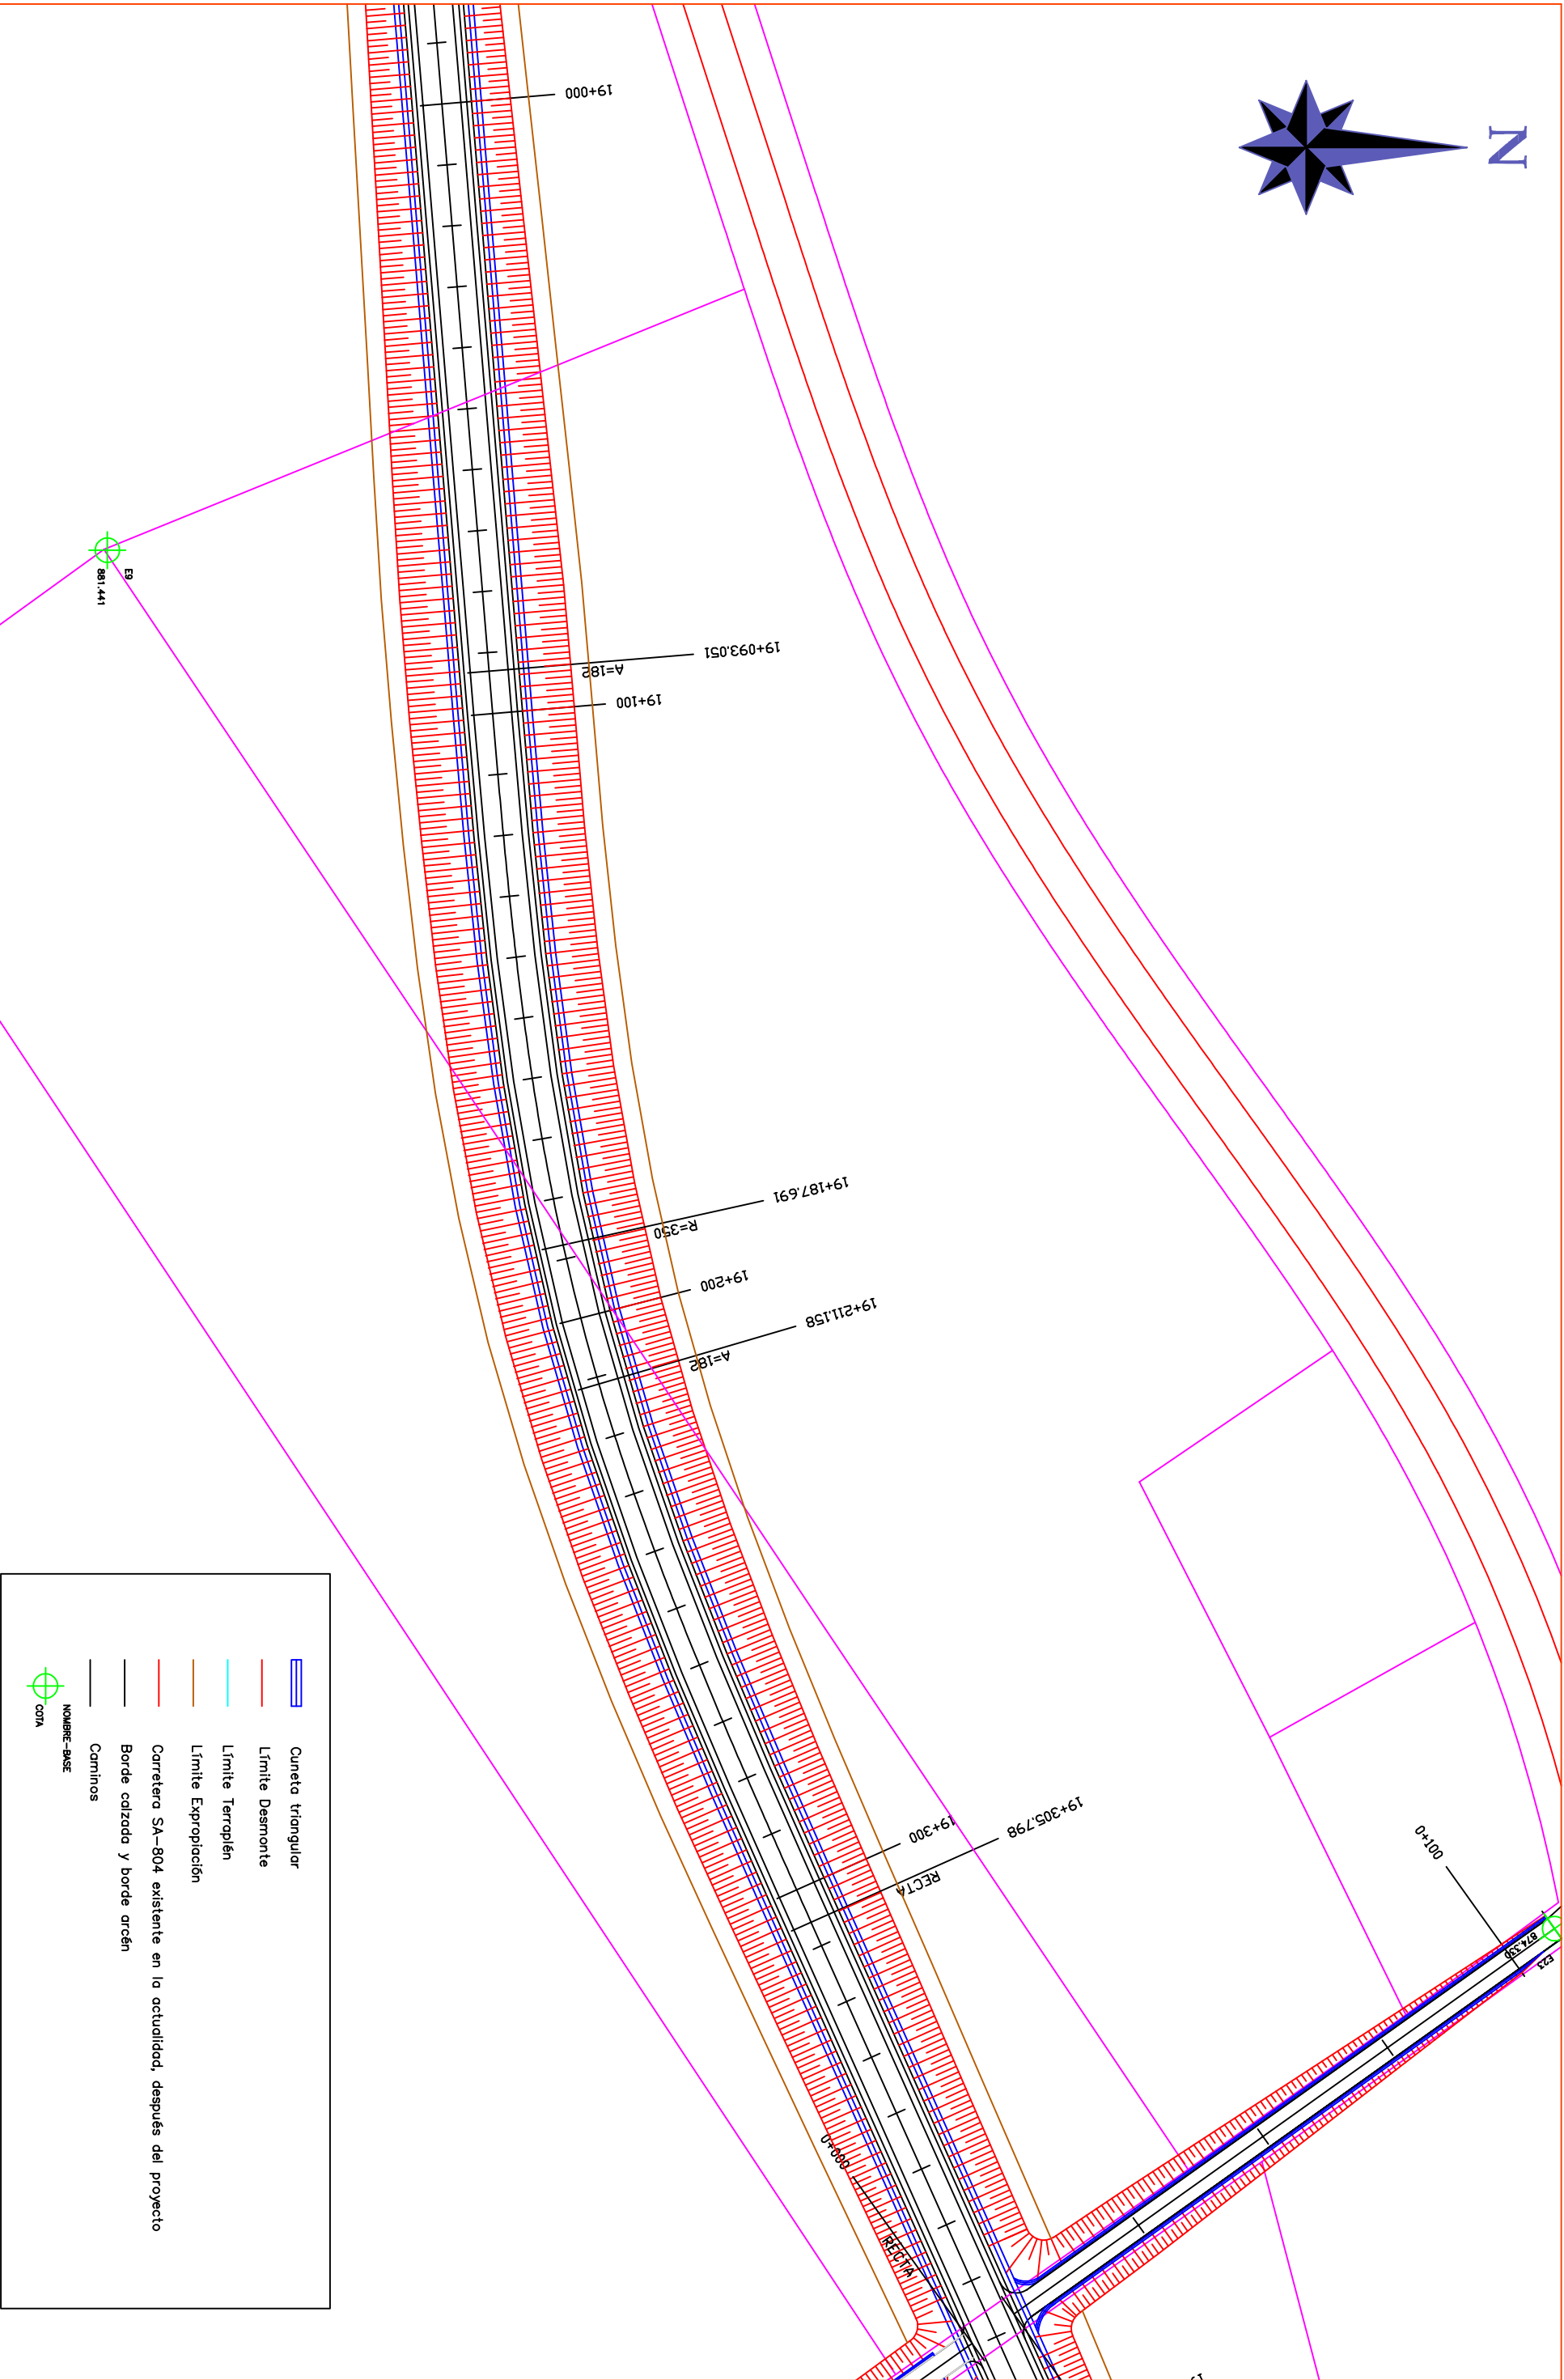 N
19+000
E9
881.441
19+093.051
A=182
19+100
19+187.691
R=350
19+200
19+211.158
A=182
19+300
19+305.798
RECTA
0+100
874.330
E23
0+000
RECTA
Cuneta triangular
Límite Desmonte
Límite Terraplén
Límite Expropiación
Carretera SA-804 existente en la actualidad, después del proyecto
Borde calzada y borde arcén
Caminos
NOMBRE-BASE
COTA